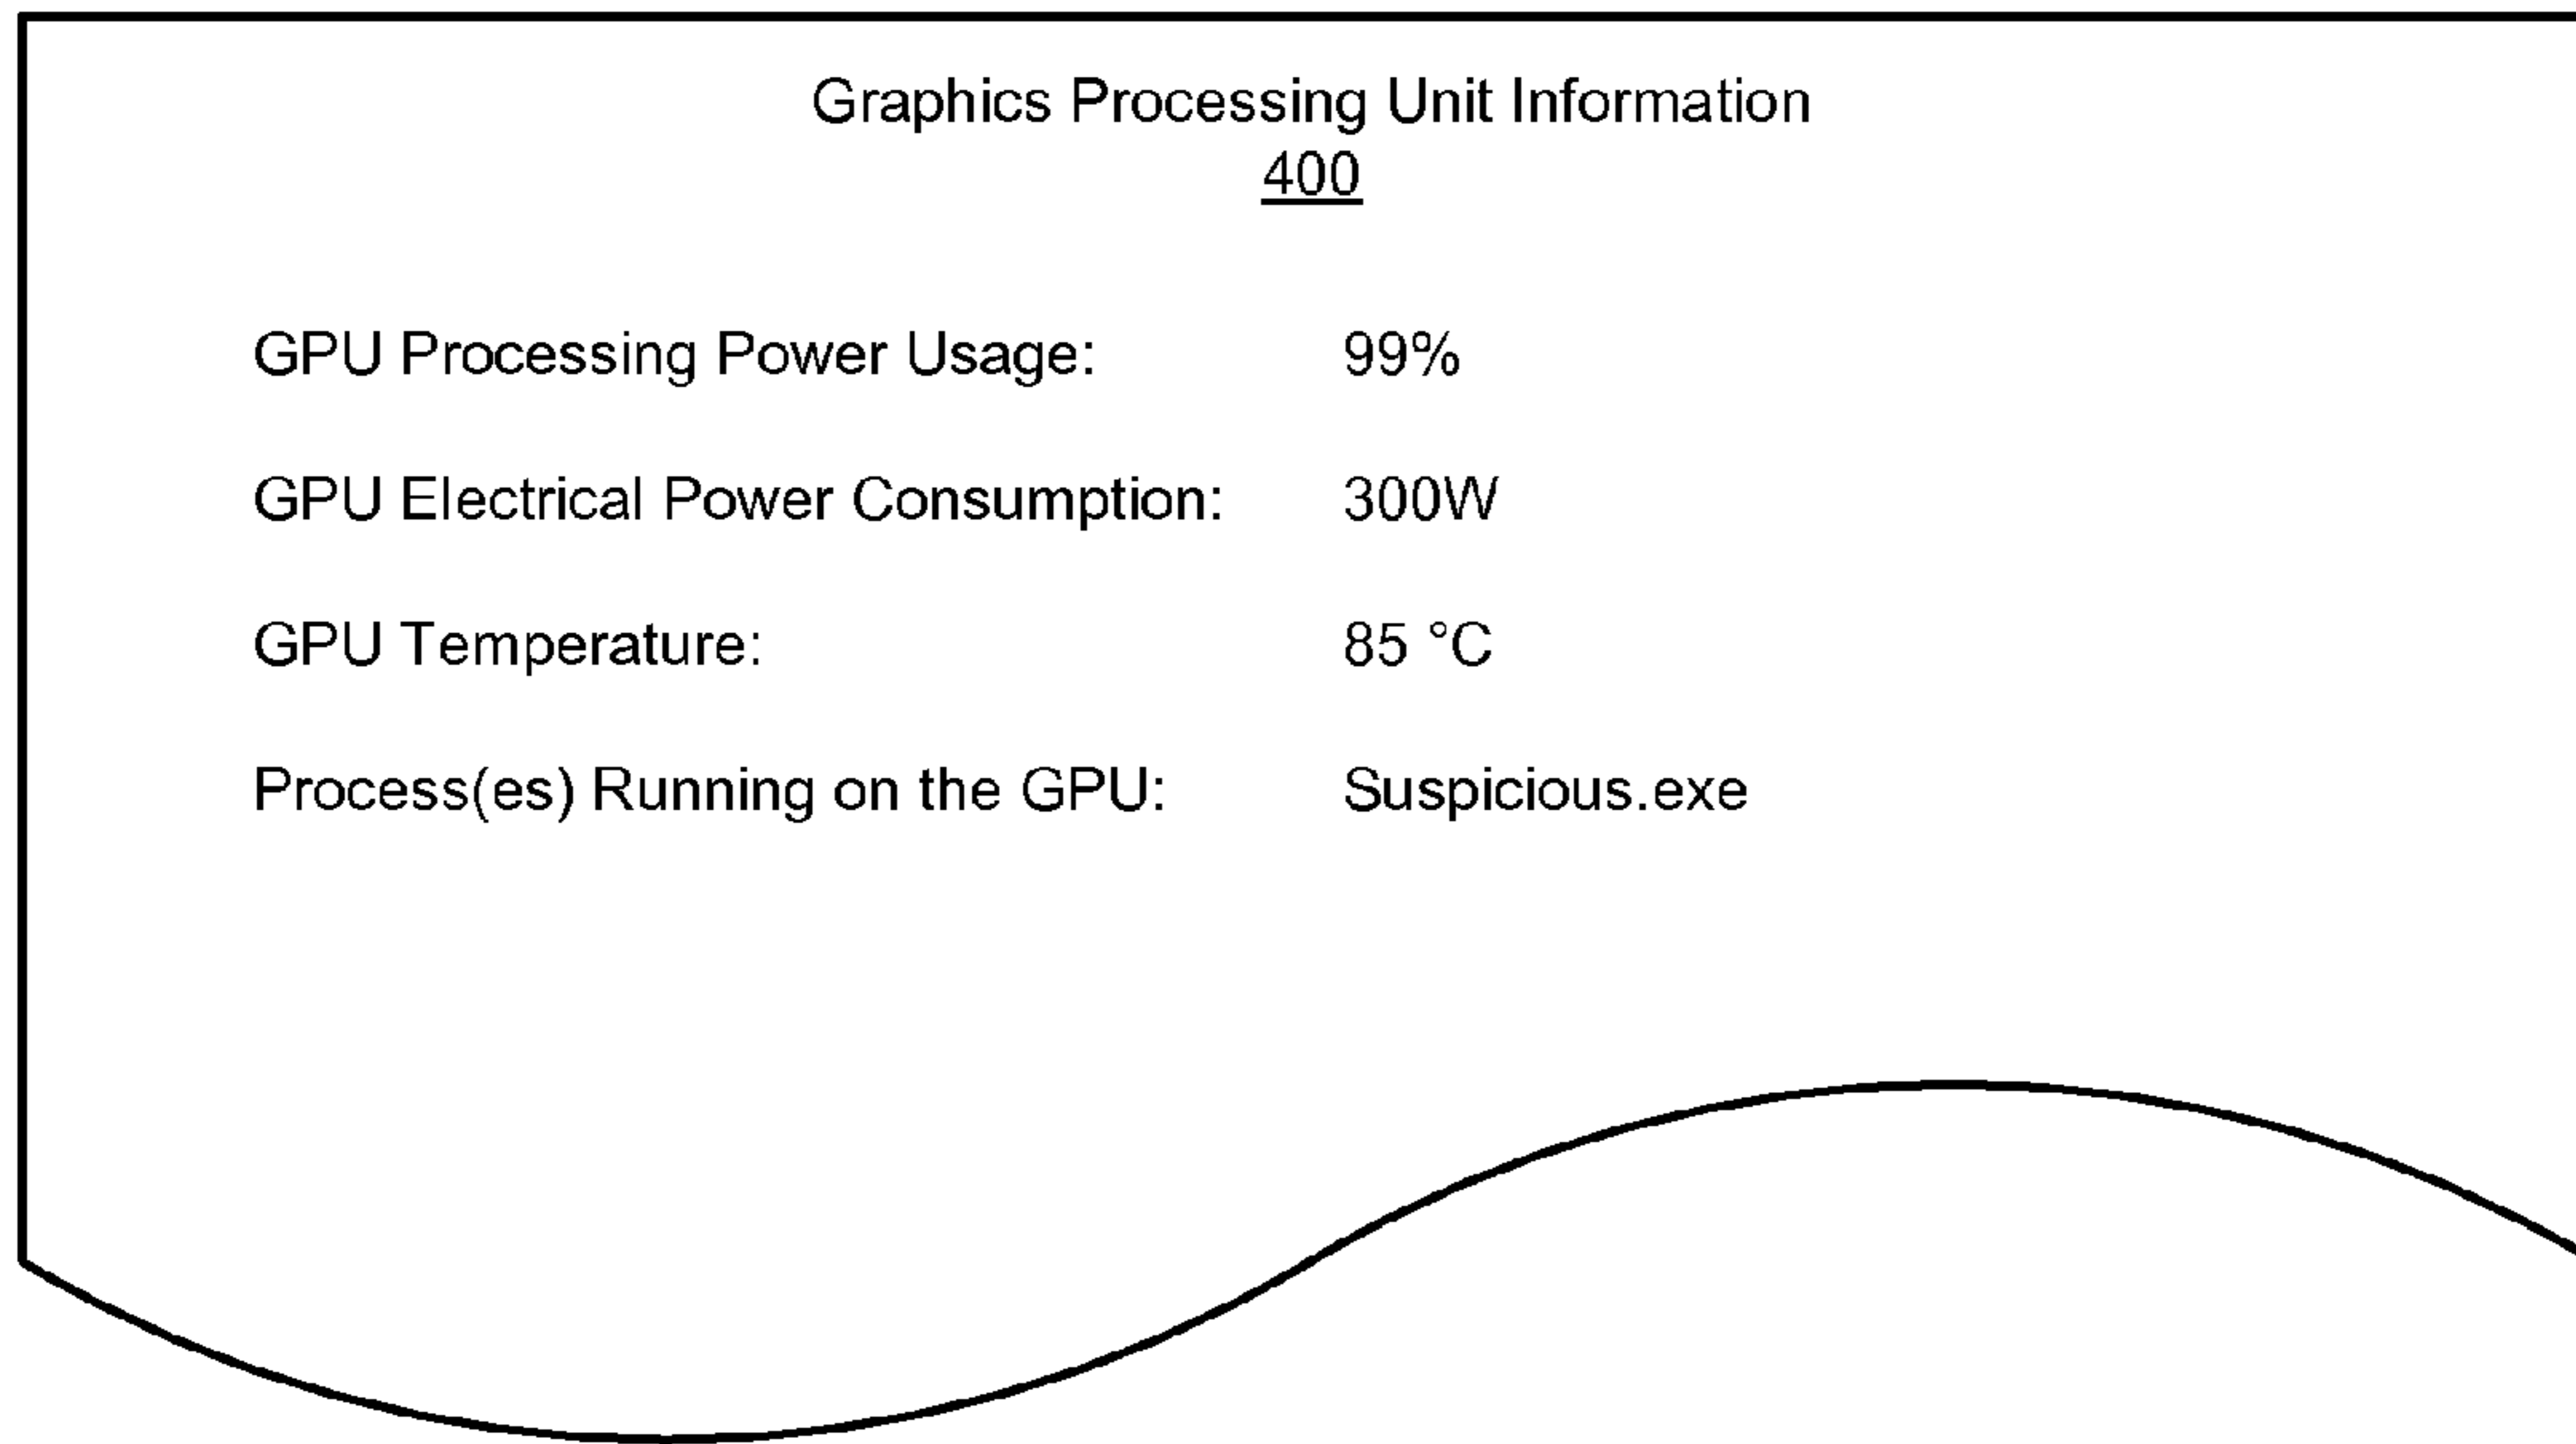 Graphics Processing Unit Information
400
GPU Processing Power Usage: 99%
GPU Electrical Power Consumption: 300W
GPU Temperature: 85 °C
Process(es) Running on the GPU: Suspicious.exe